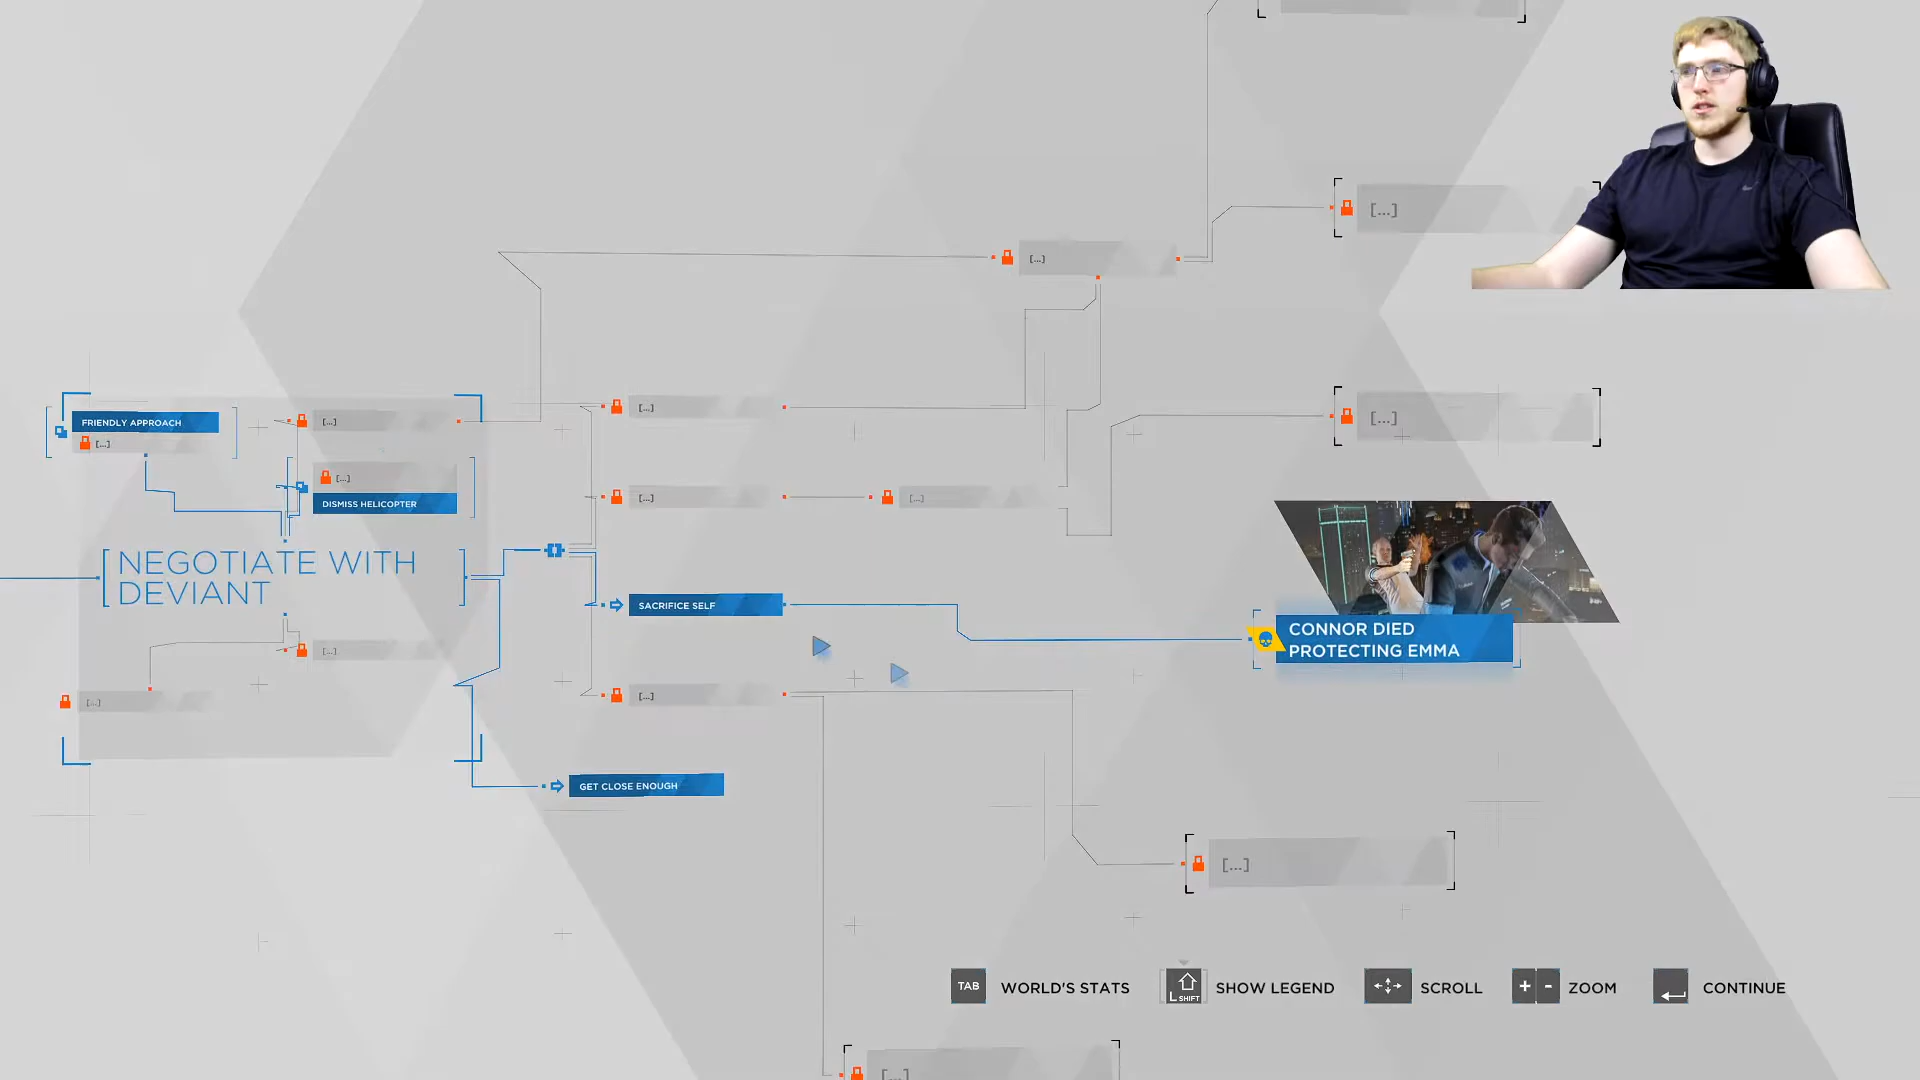 [...]
[...]
[...]
FRIENDLY APPROACH
[...]
[...]
[...]
[...]
DISMISS HELICOPTER
[...]
[...]
NEGOTIATE WITH
DEVIANT
SACRIFICE SELF
CONNOR DIED
PROTECTING EMMA
[...]
[...]
[...]
GET CLOSE ENOUGH
[...]
TAB WORLD'S STATS
L SHIFT SHOW LEGEND
SCROLL
+ - ZOOM
CONTINUE
[...]